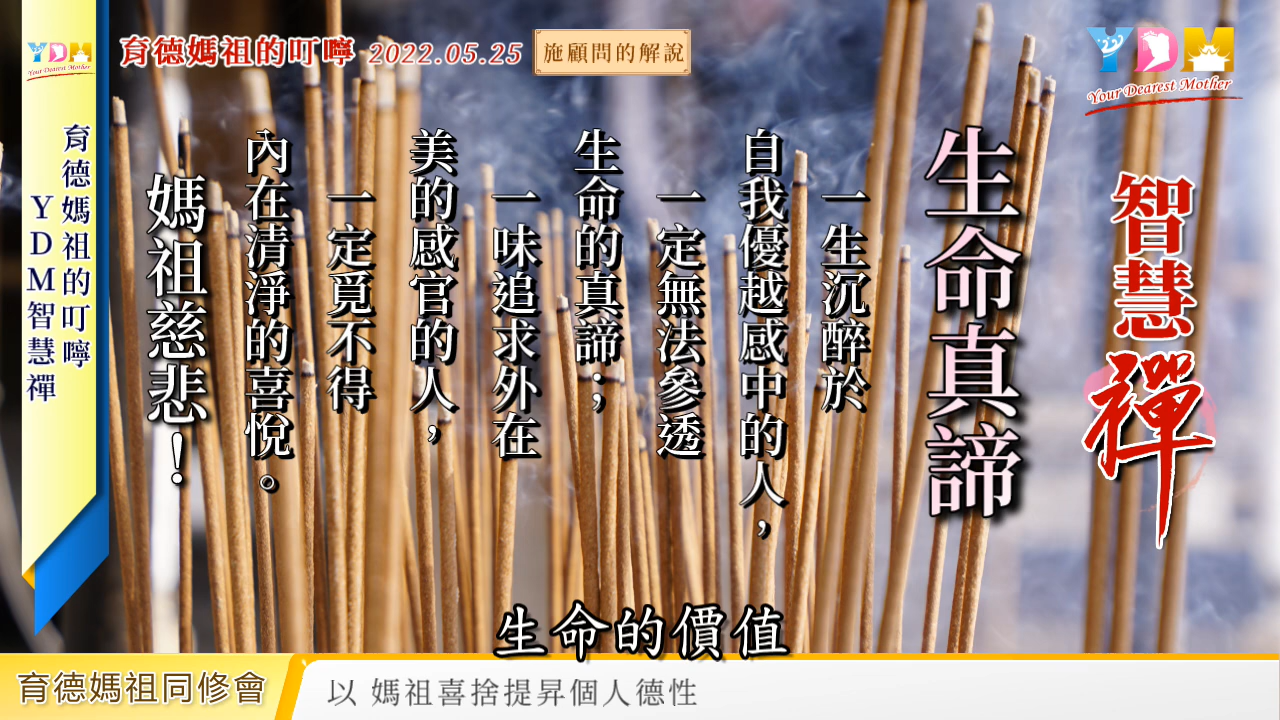 YDM
Your Dearest Mother
育德媽祖的叮嚀 2022.05.25
施顧問的解說
YDM
Your Dearest Mother
智慧禪
生命真諦
一生沉醉於
自我優越感中的人，
一定無法參透
生命的真諦；
一味追求外在
美的感官的人，
一定覓不得
內在清淨的喜悅。
媽祖慈悲！
育德媽祖的叮嚀
YDM智慧禪
生命的價值
育德媽祖同修會
以 媽祖喜捨提昇個人德性